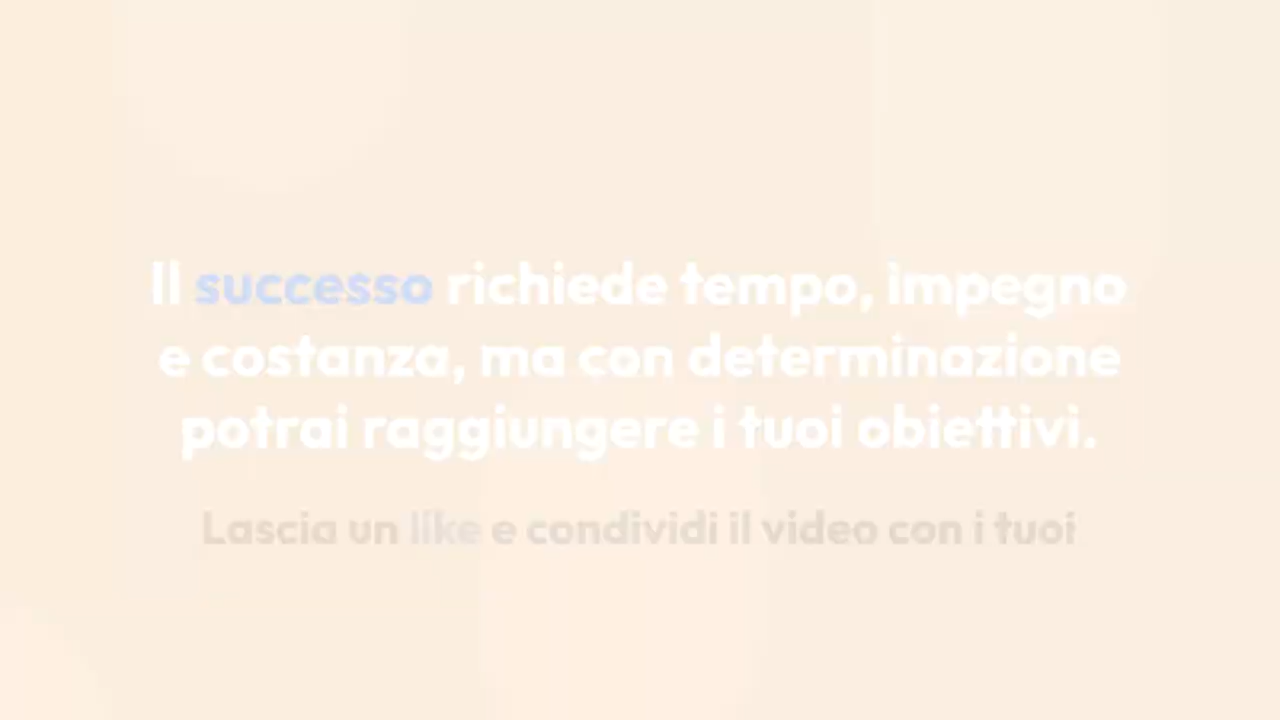 Il successo richiede tempo, impegno
e costanza, ma con determinazione
potrai raggiungere i tuoi obiettivi.
Lascia un like e condividi il video con i tuoi